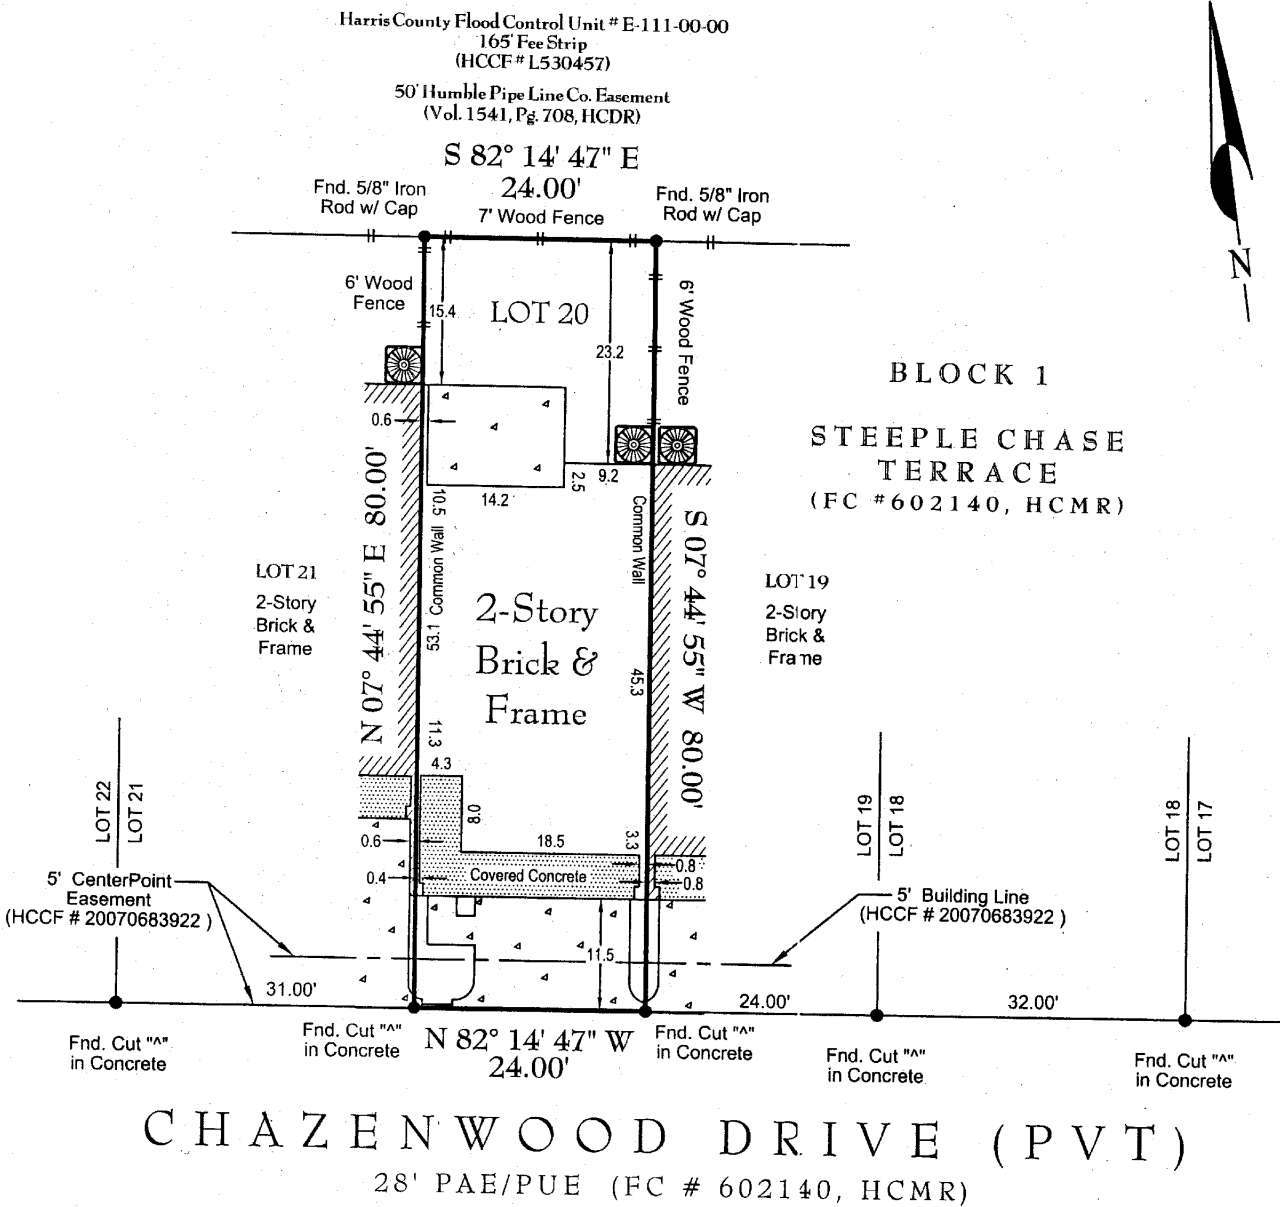 Harris County Flood Control Unit # E-111-00-00
165' Fee Strip
(HCCF # L530457)
50' Humble Pipe Line Co. Easement
(Vol. 1541, Pg. 708, HCDR)
S 82° 14' 47" E
24.00'
7' Wood Fence
Fnd. 5/8" Iron
Rod w/ Cap
Fnd. 5/8" Iron
Rod w/ Cap
N
6' Wood
Fence
15.4
LOT 20
23.2
6' Wood Fence
BLOCK 1
STEEPLE CHASE
TERRACE
(FC #602140, HCMR)
0.6
14.2
2.5
9.2
10.5
Common Wall
53.1
Common Wall
N 07° 44' 55" E 80.00'
S 07° 44' 55" W 80.00'
LOT 21
2-Story
Brick &
Frame
2-Story
Brick &
Frame
LOT 19
2-Story
Brick &
Frame
45.3
11.3
4.3
8.0
18.5
3.3
0.6
0.4
0.8
0.8
Covered Concrete
11.5
LOT 22
LOT 21
LOT 19
LOT 18
LOT 18
LOT 17
5' CenterPoint
Easement
(HCCF # 20070683922 )
5' Building Line
(HCCF # 20070683922 )
31.00'
24.00'
32.00'
Fnd. Cut "^"
in Concrete
Fnd. Cut "^"
in Concrete
N 82° 14' 47" W
24.00'
Fnd. Cut "^"
in Concrete
Fnd. Cut "^"
in Concrete
Fnd. Cut "^"
in Concrete
CHAZENWOOD DRIVE (PVT)
28' PAE/PUE (FC # 602140, HCMR)